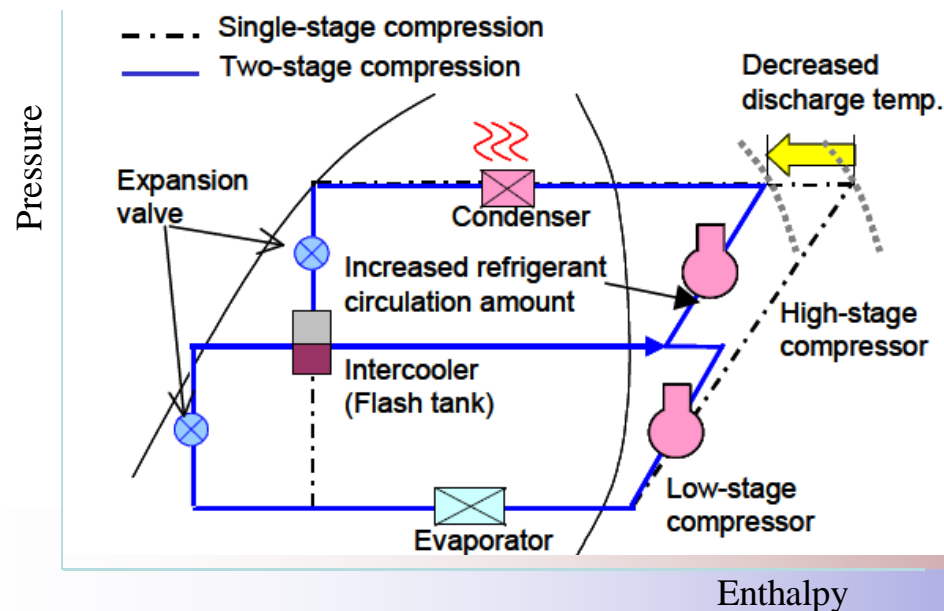 Single-stage compression
Two-stage compression
Decreased
discharge temp.
Pressure
Expansion
valve
Condenser
Increased refrigerant
circulation amount
High-stage
compressor
Intercooler
(Flash tank)
Low-stage
compressor
Evaporator
Enthalpy